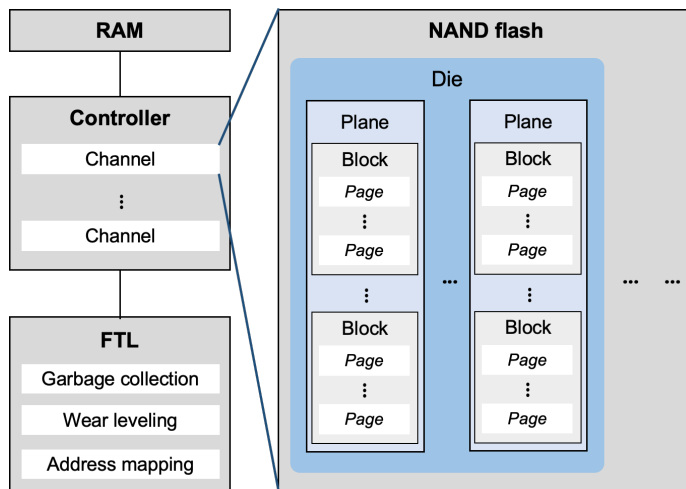 RAM
Controller
Channel
⋮
Channel
FTL
Garbage collection
Wear leveling
Address mapping
NAND flash
Die
Plane
Block
Page
⋮
Page
⋮
Block
Page
⋮
Page
...
Plane
Block
Page
⋮
Page
⋮
Block
Page
⋮
Page
... ...